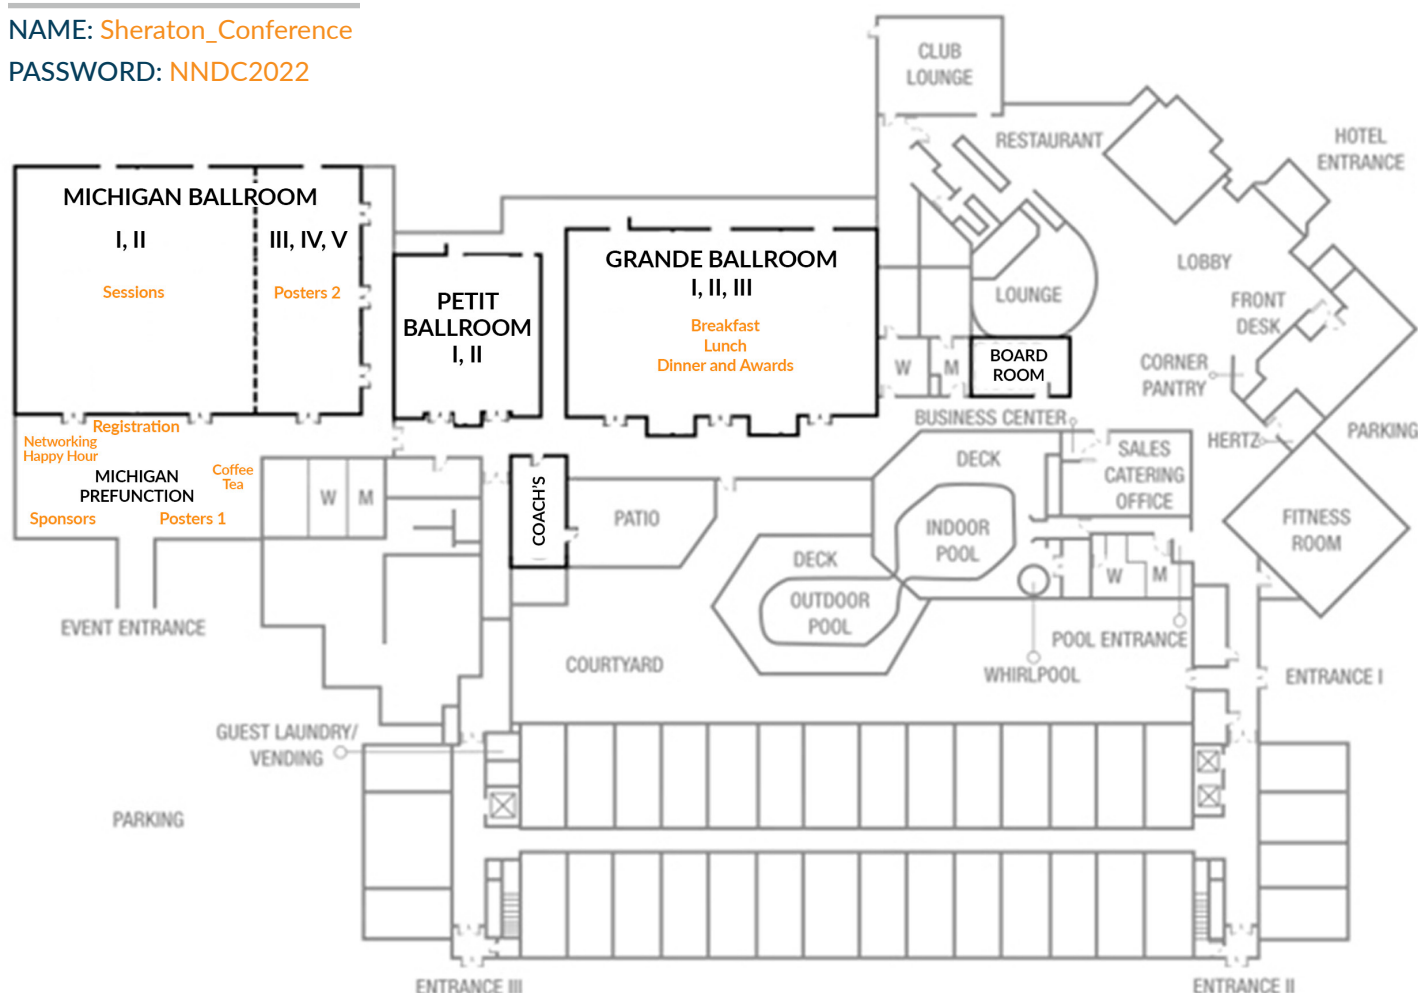 NAME: Sheraton_Conference
PASSWORD: NNDC2022
CLUB
LOUNGE
RESTAURANT
HOTEL
ENTRANCE
MICHIGAN BALLROOM
I, II
III, IV, V
Sessions
Posters 2
PETIT
BALLROOM
I, II
GRANDE BALLROOM
I, II, III
Breakfast
Lunch
Dinner and Awards
LOBBY
LOUNGE
FRONT
DESK
W
M
BOARD
ROOM
CORNER
PANTRY
BUSINESS CENTER
HERTZ
PARKING
Registration
Networking
Happy Hour
MICHIGAN
PREFUNCTION
Coffee
Tea
Sponsors
Posters 1
W
M
COACH'S
PATIO
DECK
INDOOR
POOL
SALES
CATERING
OFFICE
FITNESS
ROOM
DECK
OUTDOOR
POOL
W
M
EVENT ENTRANCE
COURTYARD
POOL ENTRANCE
WHIRLPOOL
ENTRANCE I
GUEST LAUNDRY/
VENDING
PARKING
ENTRANCE III
ENTRANCE II